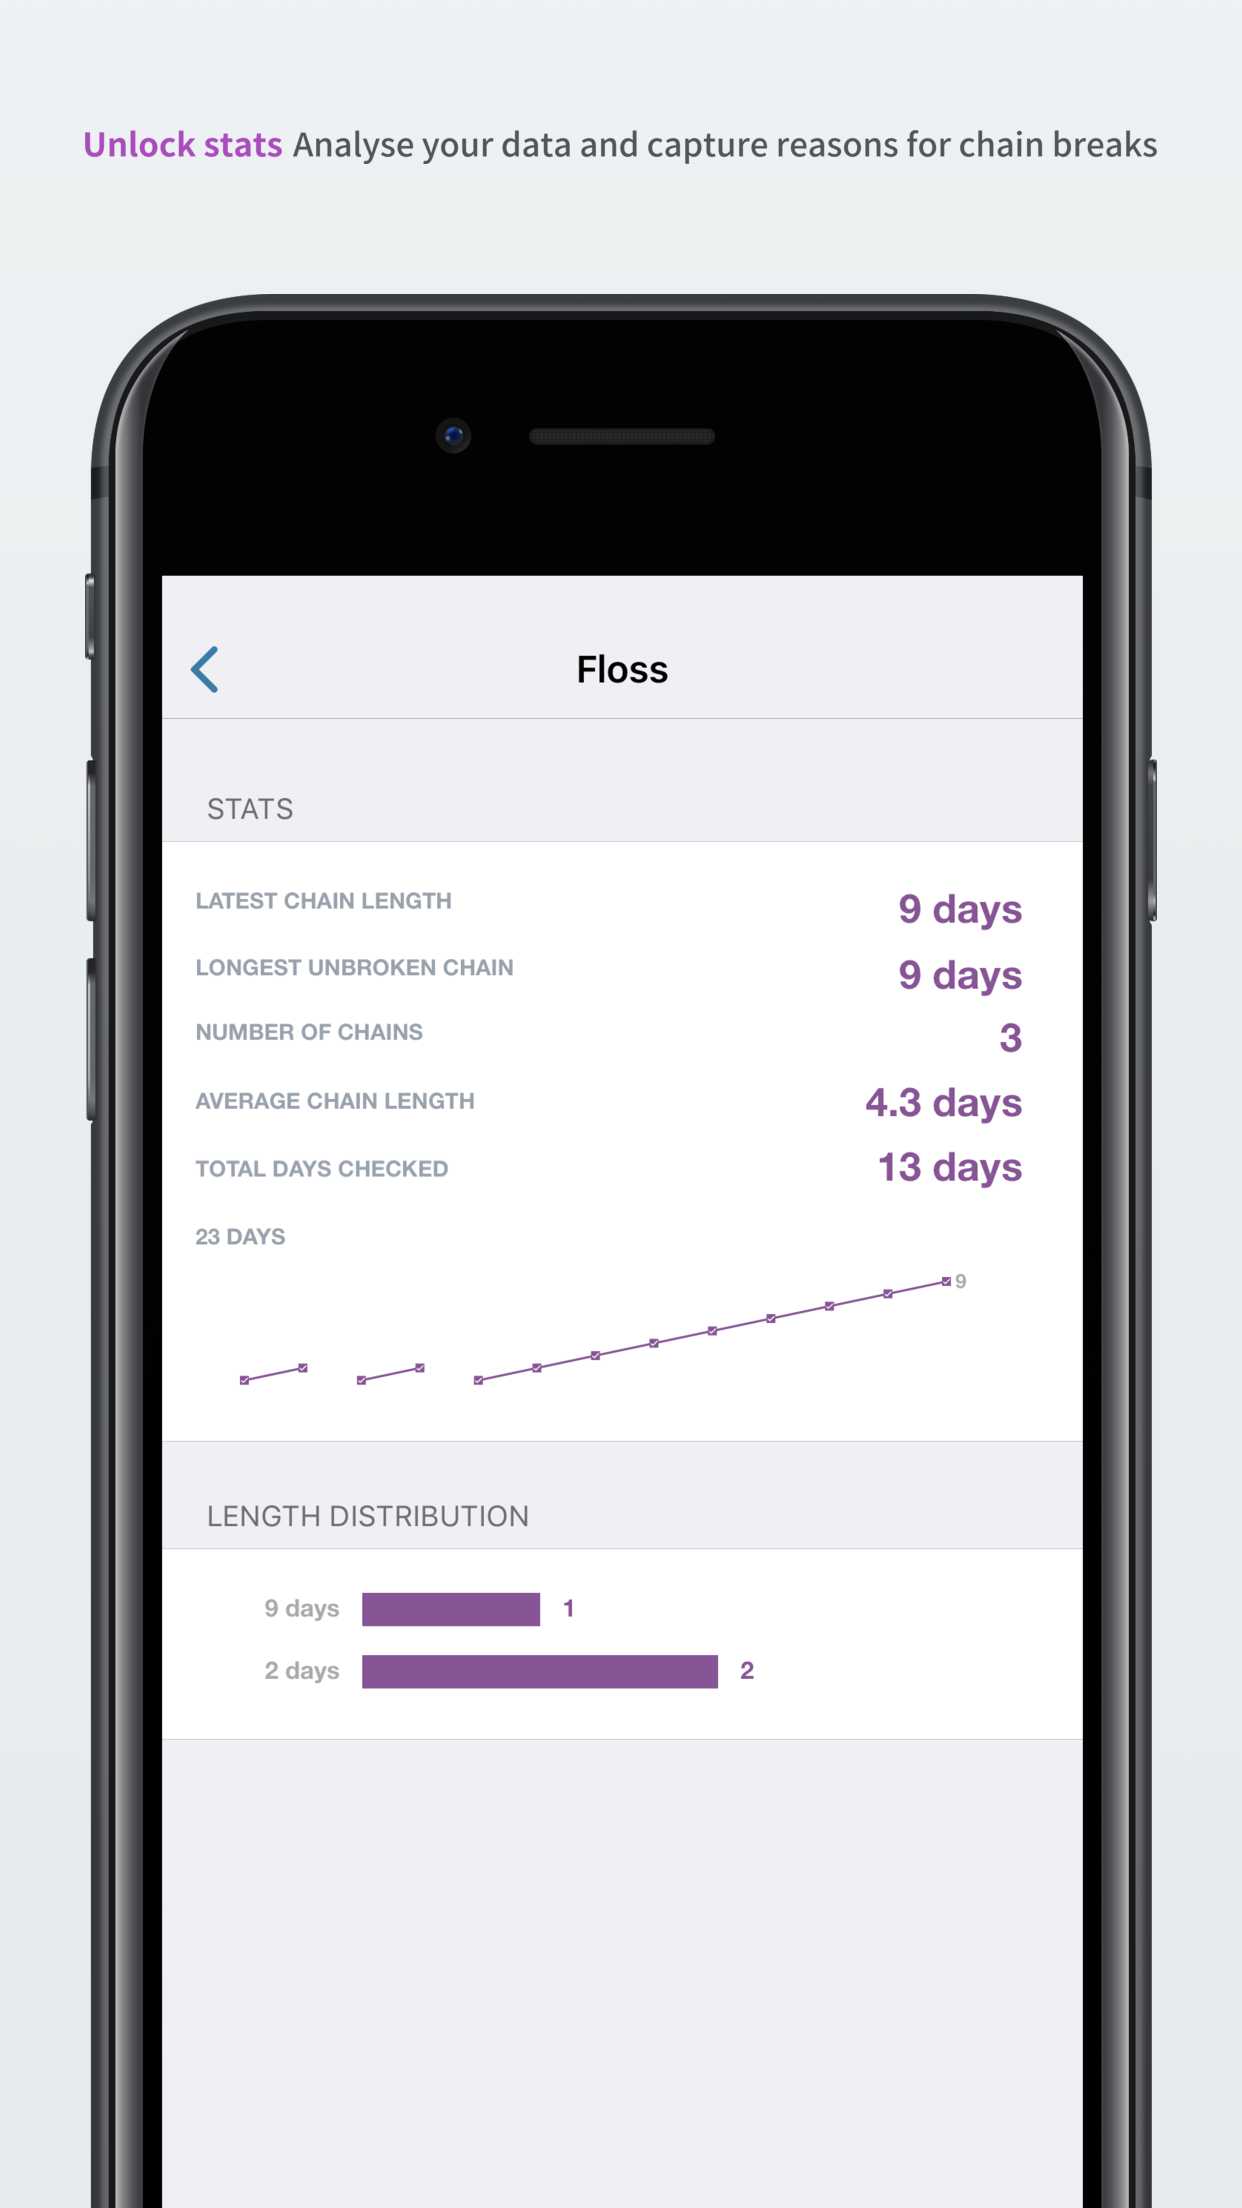 Unlock stats Analyse your data and capture reasons for chain breaks
Floss
STATS
LATEST CHAIN LENGTH 9 days
LONGEST UNBROKEN CHAIN 9 days
NUMBER OF CHAINS 3
AVERAGE CHAIN LENGTH 4.3 days
TOTAL DAYS CHECKED 13 days
23 DAYS
9
LENGTH DISTRIBUTION
9 days 1
2 days 2